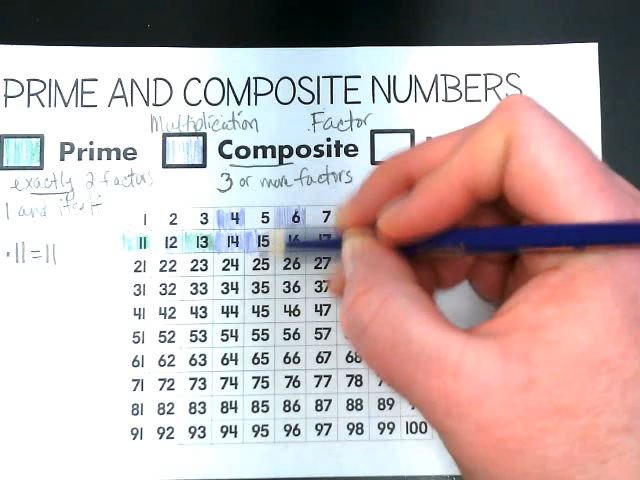 PRIME AND COMPOSITE NUMBERS
Multiplication Factor
Prime Composite
exactly 2 factors 3 or more factors
1 and itself
1 2 3 4 5 6 7
11 12 13 14 15 16 17
·11=11
21 22 23 24 25 26 27
31 32 33 34 35 36 37
41 42 43 44 45 46 47
51 52 53 54 55 56 57
61 62 63 64 65 66 67 68
71 72 73 74 75 76 77 78
81 82 83 84 85 86 87 88 89
91 92 93 94 95 96 97 98 99 100